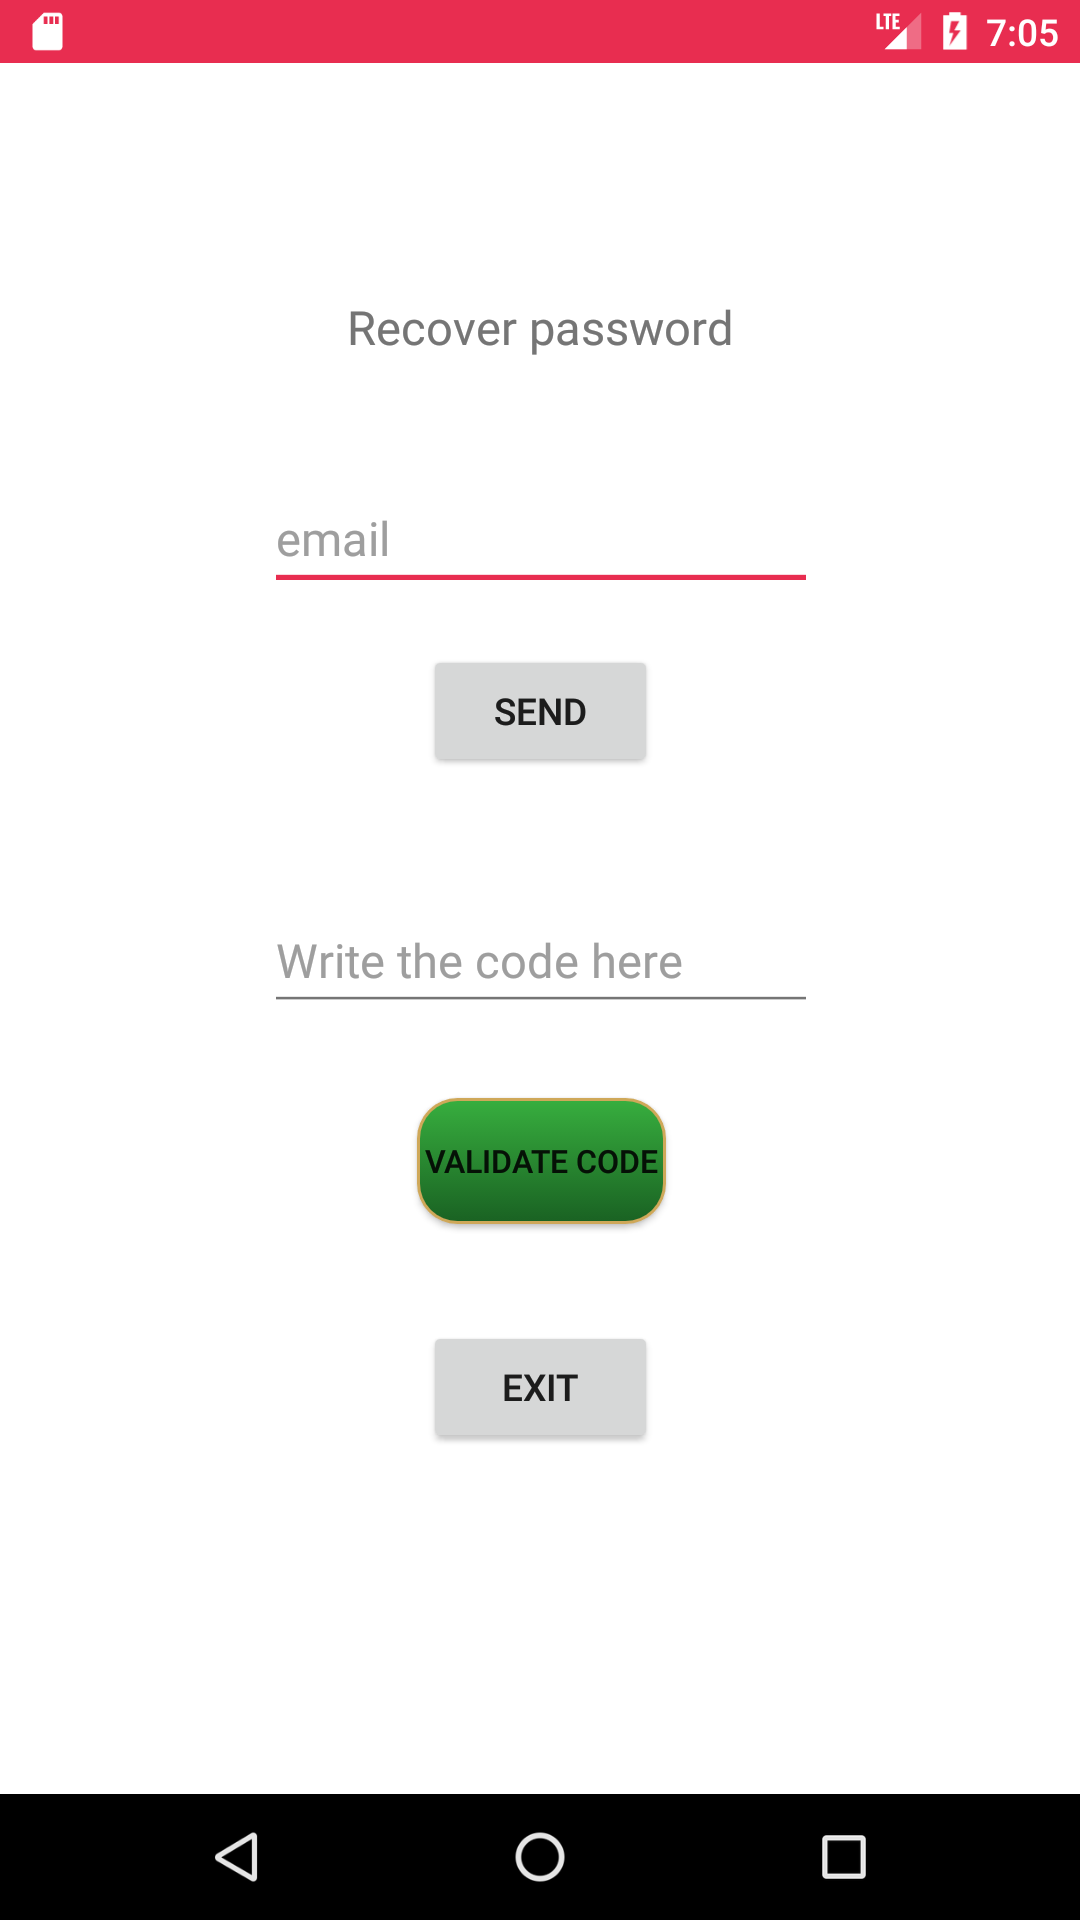 LTE 7:05
Recover password
email
SEND
Write the code here
VALIDATE CODE
EXIT